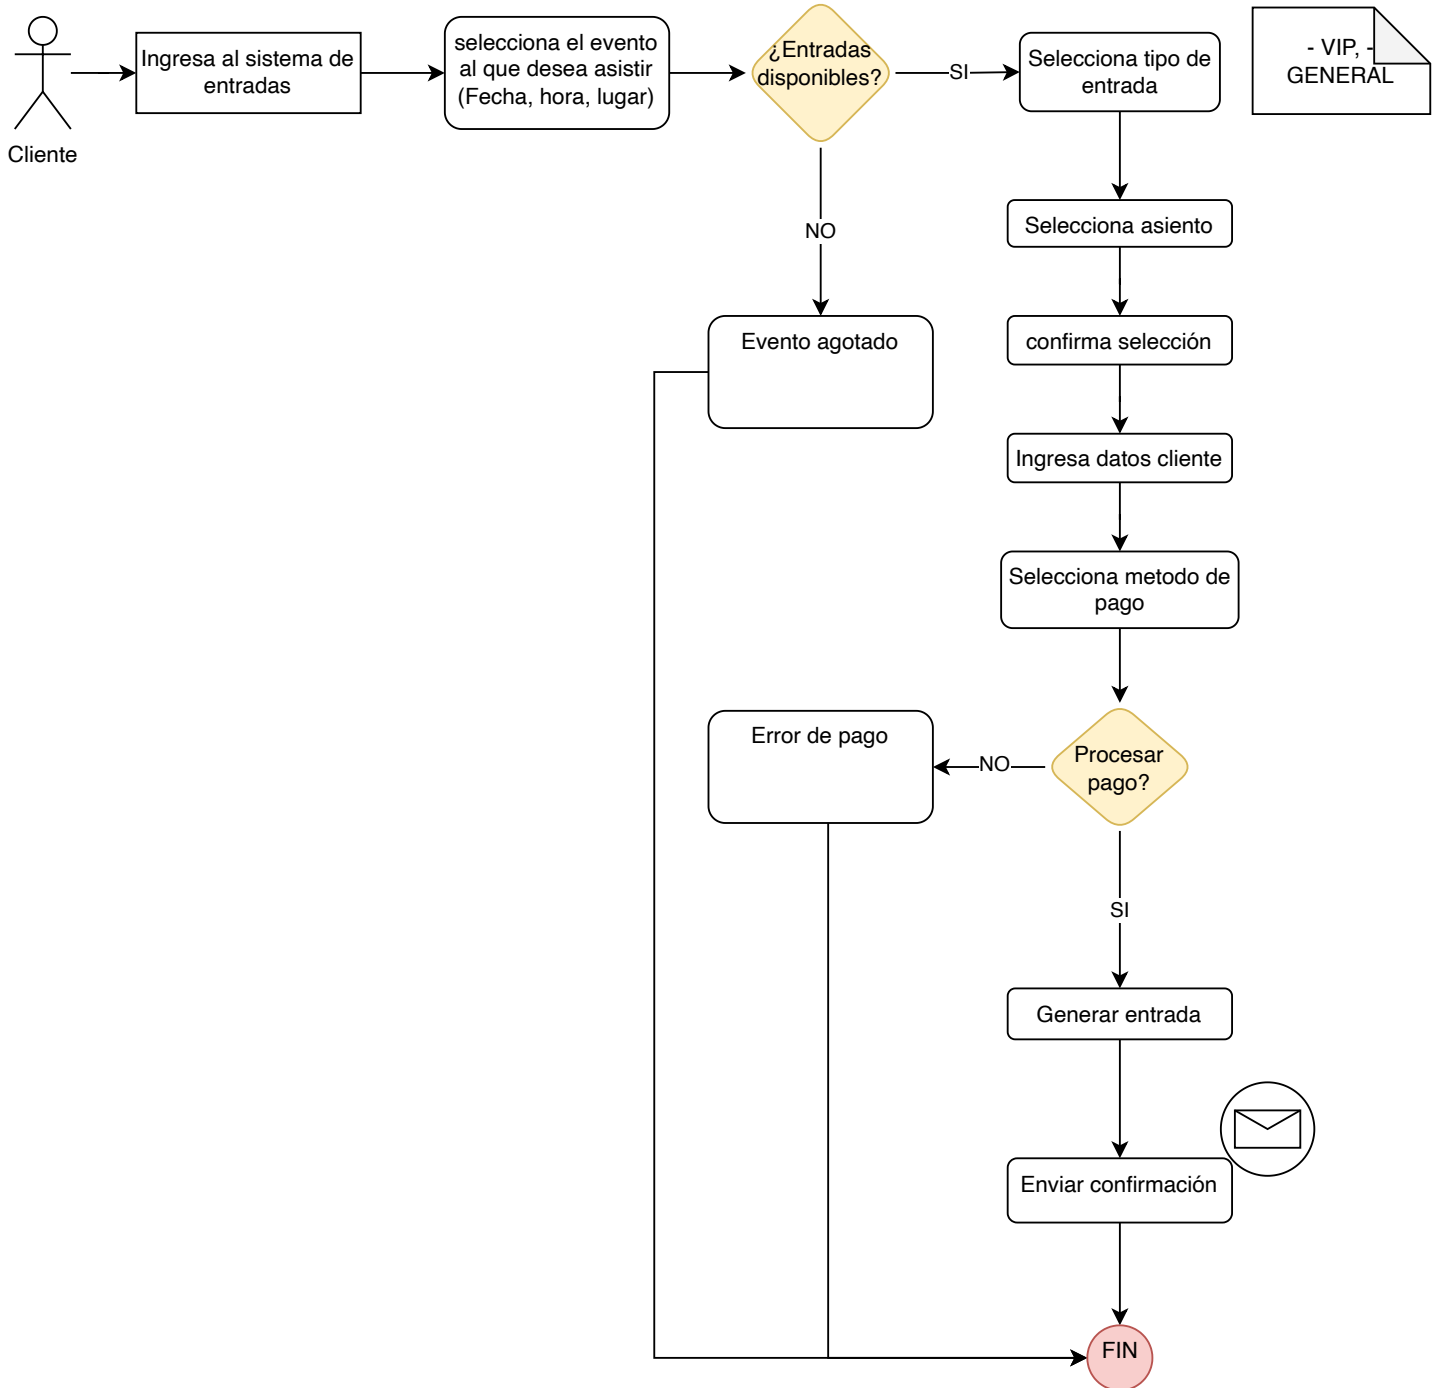 Cliente
Ingresa al sistema de
entradas
selecciona el evento
al que desea asistir
(Fecha, hora, lugar)
¿Entradas
disponibles?
SI
Selecciona tipo de
entrada
- VIP, -
GENERAL
NO
Selecciona asiento
Evento agotado
confirma selección
Ingresa datos cliente
Selecciona metodo de
pago
Error de pago
NO
Procesar
pago?
SI
Generar entrada
Enviar confirmación
FIN